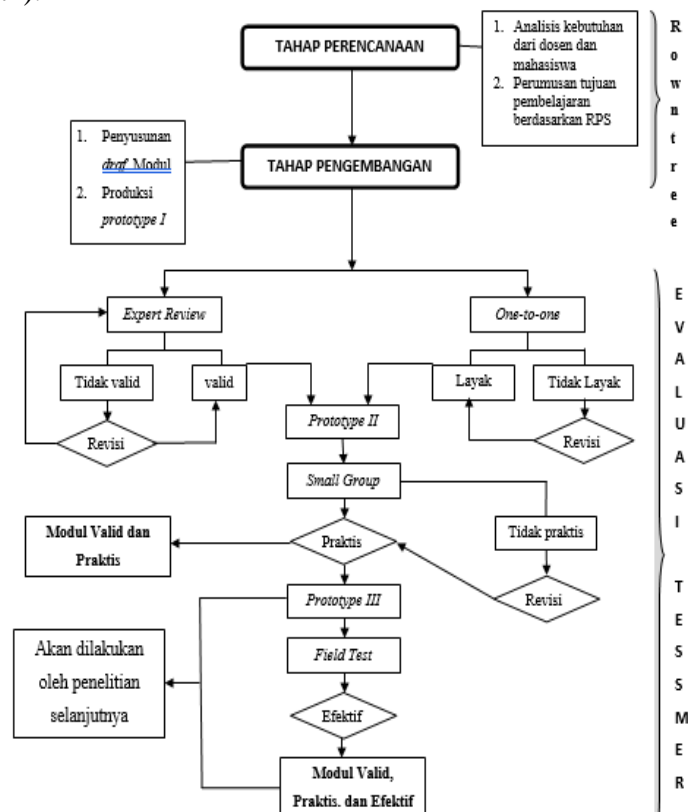 TAHAP PERENCANAAN
1. Analisis kebutuhan
dari dosen dan
mahasiswa
2. Perumusan tujuan
pembelajaran
berdasarkan RPS
R
o
w
n
t
r
e
e
1. Penyusunan
draf Modul
2. Produksi
prototype I
TAHAP PENGEMBANGAN
Expert Review
One-to-one
Tidak valid
valid
Layak
Tidak Layak
Revisi
Prototype II
Revisi
Small Group
Modul Valid dan
Praktis
Praktis
Tidak praktis
Revisi
Prototype III
Akan dilakukan
oleh penelitian
selanjutnya
Field Test
Efektif
Modul Valid,
Praktis, dan Efektif
E
V
A
L
U
A
S
I
T
E
S
S
M
E
R